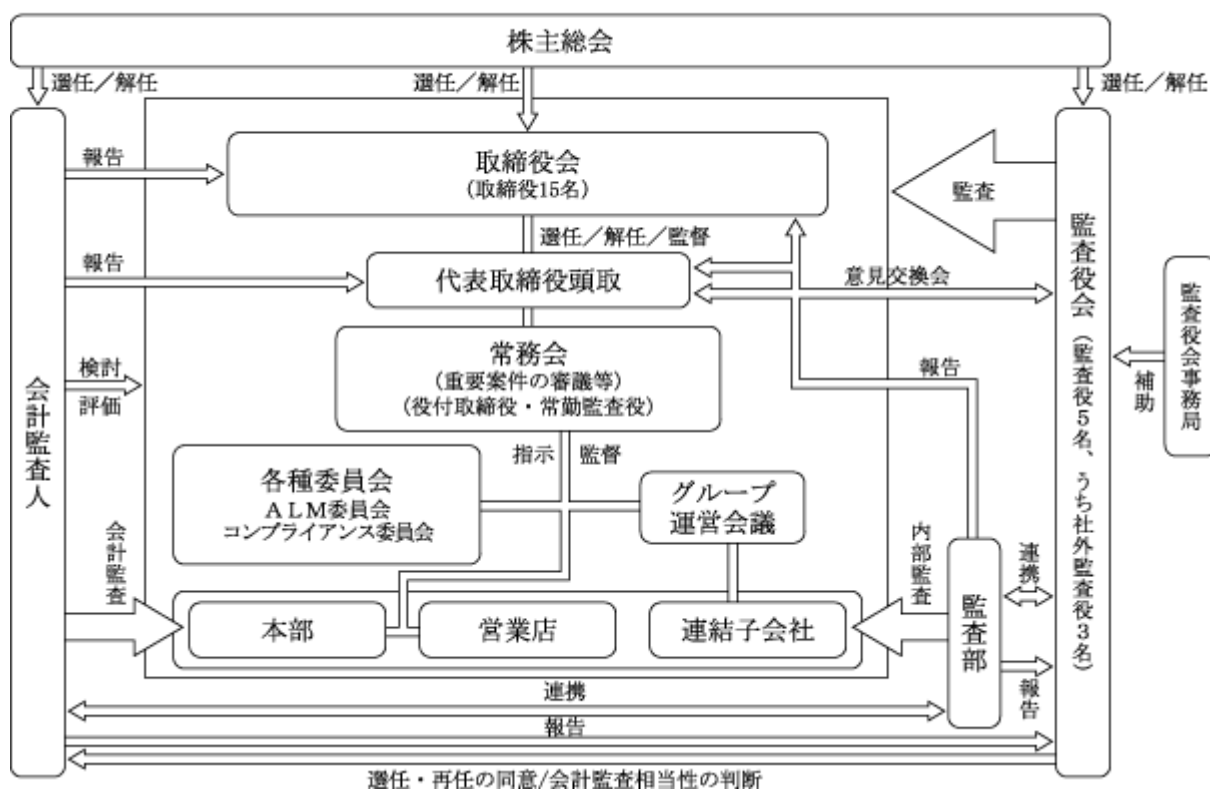 株主総会
選任／解任
選任／解任
選任／解任
報告
取締役会
(取締役15名)
監査
選任／解任／監督
報告
代表取締役頭取
意見交換会
監査役会(監査役5名、うち社外監査役3名)
監査役会事務局
補助
会計監査人
検討
評価
常務会
(重要案件の審議等)
(役付取締役・常勤監査役)
報告
指示
監督
各種委員会
ＡＬＭ委員会
コンプライアンス委員会
グループ
運営会議
会計監査
内部監査
連携
本部
営業店
連結子会社
監査部
報告
連携
報告
選任・再任の同意/会計監査相当性の判断